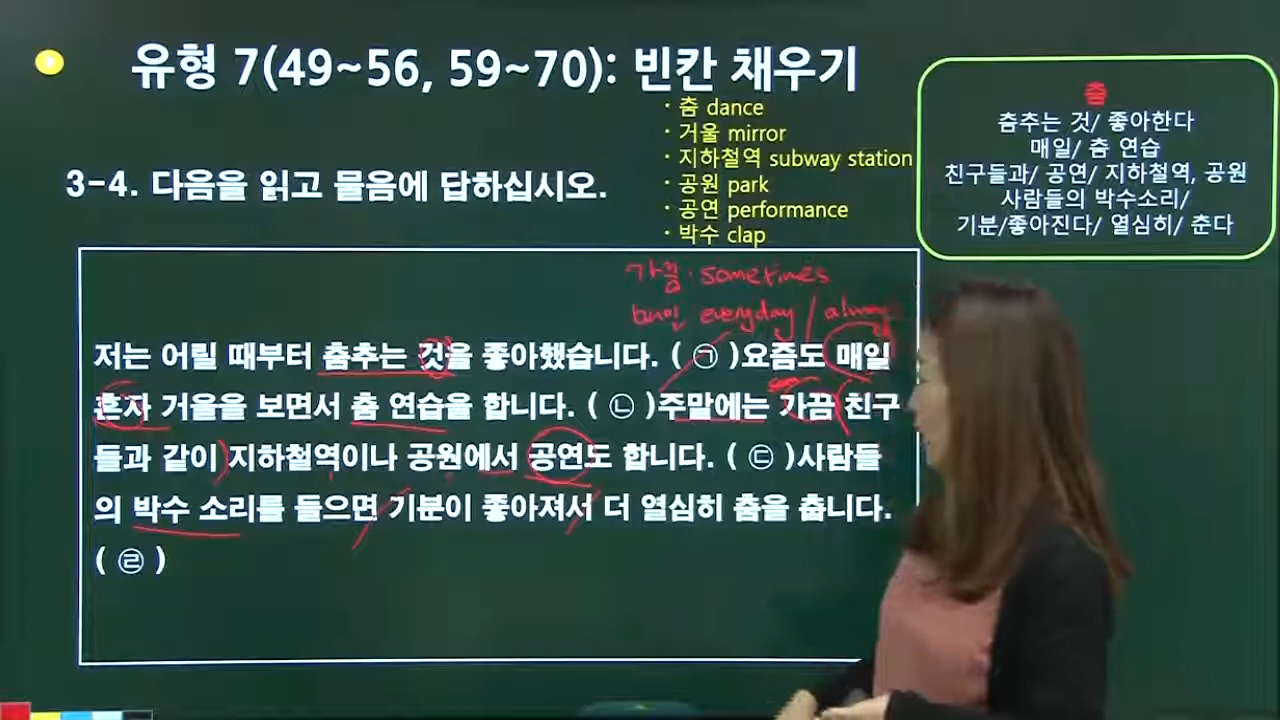 유형 7(49~56, 59~70): 빈칸 채우기
· 춤 dance
· 거울 mirror
· 지하철역 subway station
· 공원 park
· 공연 performance
· 박수 clap
춤
춤추는 것/ 좋아한다
매일/ 춤 연습
친구들과/ 공연/ 지하철역, 공원
사람들의 박수소리/
기분/좋아진다/ 열심히/ 춘다
3-4. 다음을 읽고 물음에 답하십시오.
가끔 · sometimes
매일 everyday / always
저는 어릴 때부터 춤추는 것을 좋아했습니다. ( ㉠ )요즘도 매일
혼자 거울을 보면서 춤 연습을 합니다. ( ㉡ )주말에는 가끔 친구
들과 같이 지하철역이나 공원에서 공연도 합니다. ( ㉢ )사람들
의 박수 소리를 들으면 기분이 좋아져서 더 열심히 춤을 춥니다.
( ㉣ )